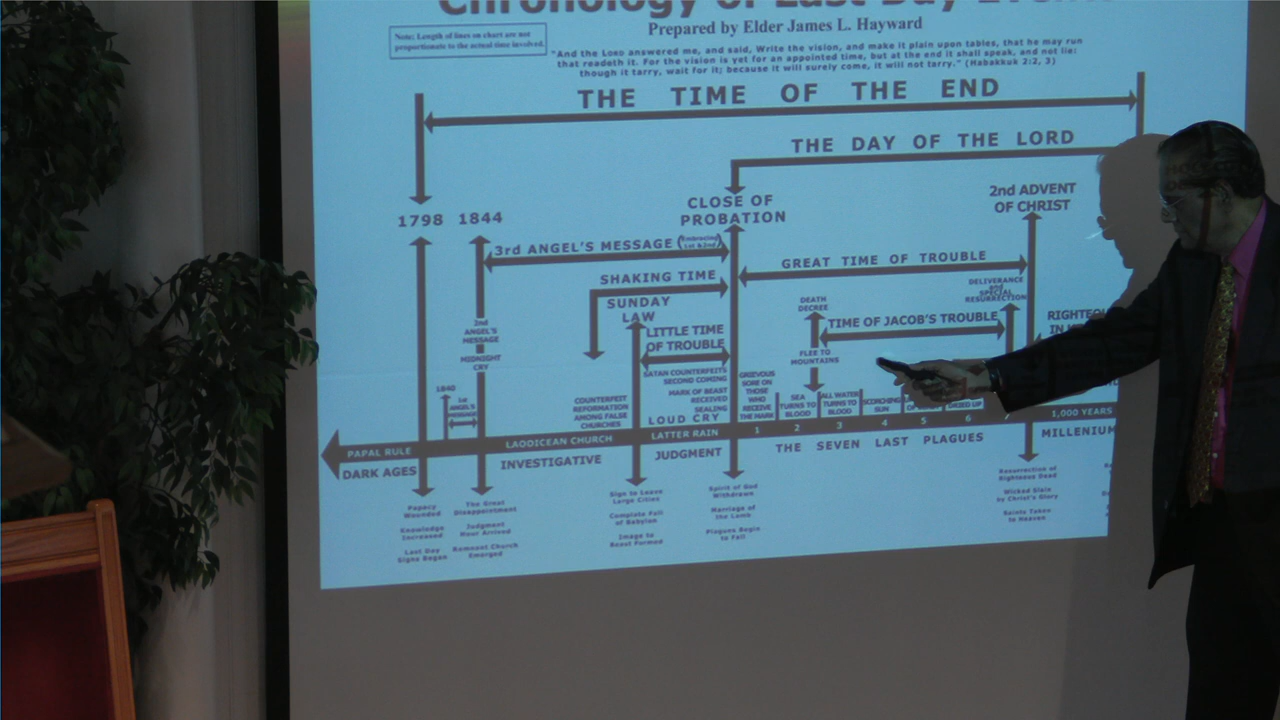 Chronology of Last Day Events
Prepared by Elder James L. Hayward
Note: Length of lines on chart are not
proportionate to the actual time involved.
"And the LORD answered me, and said, Write the vision, and make it plain upon tables, that he may run
that readeth it. For the vision is yet for an appointed time, but at the end it shall speak, and not lie:
though it tarry, wait for it; because it will surely come, it will not tarry." (Habakkuk 2:2, 3)
THE TIME OF THE END
THE DAY OF THE LORD
1798 1844
CLOSE OF
PROBATION
2nd ADVENT
OF CHRIST
3rd ANGEL'S MESSAGE (Embracing
1st & 2nd)
GREAT TIME OF TROUBLE
SHAKING TIME
SUNDAY
LAW
DEATH
DECREE
DELIVERANCE
and
SPECIAL
RESURRECTION
2nd
ANGEL'S
MESSAGE
MIDNIGHT
CRY
LITTLE TIME
OF TROUBLE
TIME OF JACOB'S TROUBLE
FLEE TO
MOUNTAINS
1840
1st
ANGEL'S
MESSAGE
COUNTERFEIT
REFORMATION
AMONG FALSE
CHURCHES
SATAN COUNTERFEITS
SECOND COMING
MARK OF BEAST
RECEIVED
SEALING
LOUD CRY
GRIEVOUS
SORE ON
THOSE
WHO
RECEIVE
THE MARK
SEA
TURNS TO
BLOOD
ALL WATER
TURNS TO
BLOOD
SCORCHING
SUN
DRIED UP
PAPAL RULE
LAODICEAN CHURCH
LATTER RAIN
1 2 3 4 5 6 7
1,000 YEARS
DARK AGES
INVESTIGATIVE
JUDGMENT
THE SEVEN LAST PLAGUES
MILLENIUM
Papacy
Wounded
Knowledge
Increased
Last Day
Signs Began
The Great
Disappointment
Judgment
Hour Arrived
Remnant Church
Emerged
Sign to Leave
Large Cities
Complete Fall
of Babylon
Image to
Beast Formed
Spirit of God
Withdrawn
Marriage of
the Lamb
Plagues Begin
to Fall
Resurrection of
Righteous Dead
Wicked Slain
by Christ's Glory
Saints Taken
to Heaven